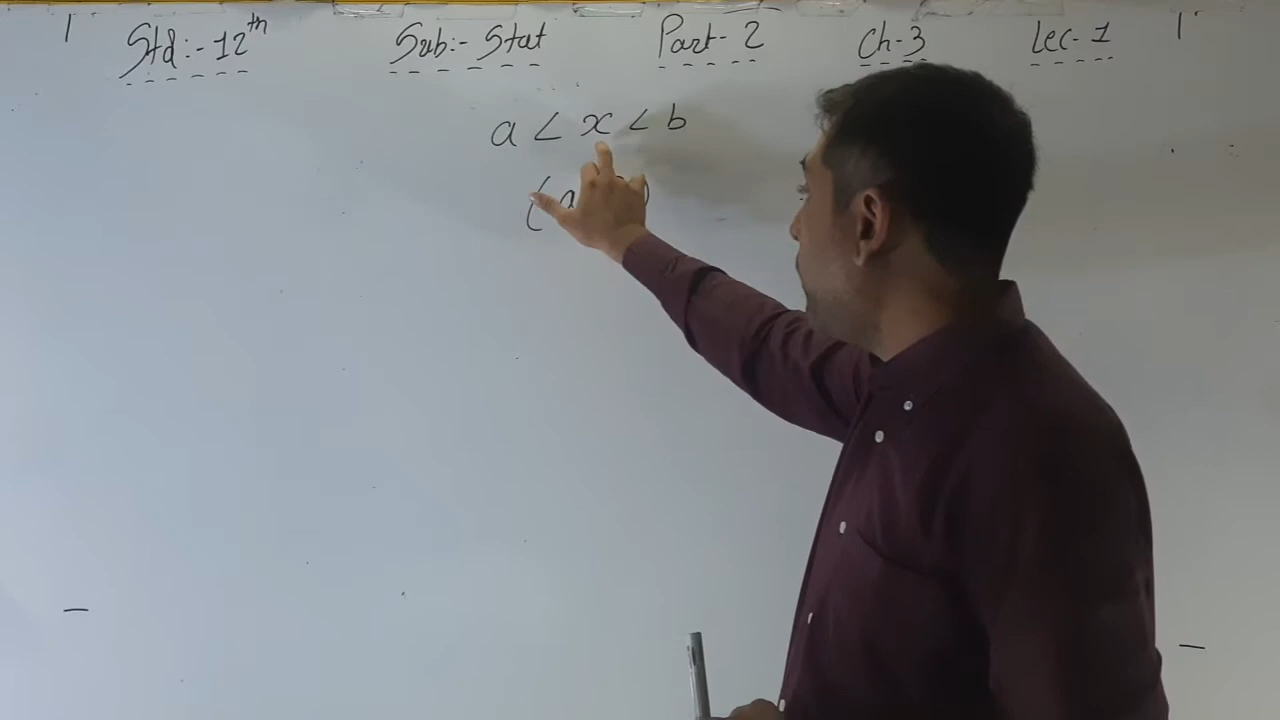 Std:- 12th Sub:- Stat Part- 2 Ch-3 Lec-1
a < x < b
(a )